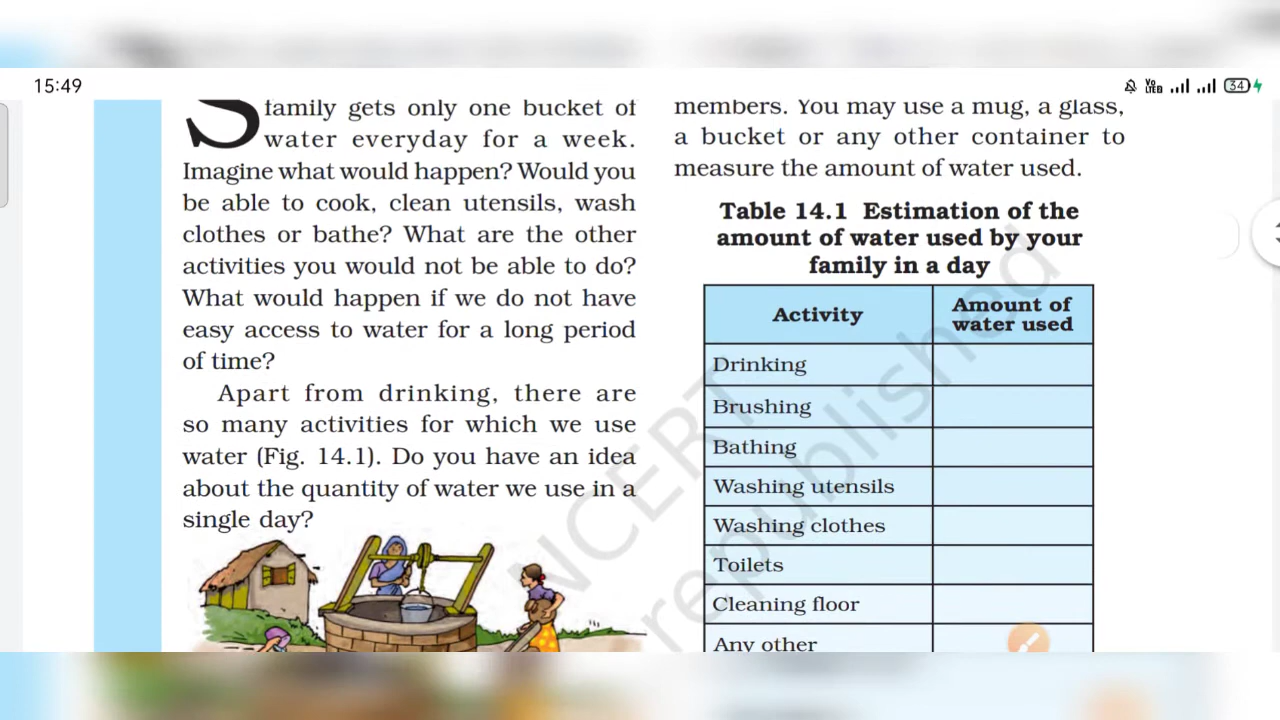 15:49
34
S
family gets only one bucket of
water everyday for a week.
Imagine what would happen? Would you
be able to cook, clean utensils, wash
clothes or bathe? What are the other
activities you would not be able to do?
What would happen if we do not have
easy access to water for a long period
of time?
Apart from drinking, there are
so many activities for which we use
water (Fig. 14.1). Do you have an idea
about the quantity of water we use in a
single day?
members. You may use a mug, a glass,
a bucket or any other container to
measure the amount of water used.
Table 14.1 Estimation of the
amount of water used by your
family in a day
Activity
Amount of
water used
Drinking
Brushing
Bathing
Washing utensils
Washing clothes
Toilets
Cleaning floor
Any other
NCERT
republished